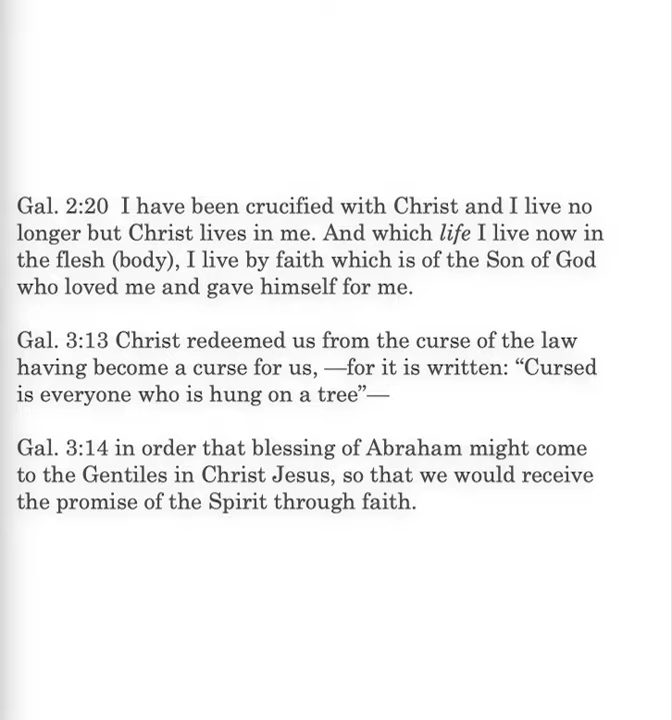 Gal. 2:20  I have been crucified with Christ and I live no
longer but Christ lives in me. And which life I live now in
the flesh (body), I live by faith which is of the Son of God
who loved me and gave himself for me.
Gal. 3:13 Christ redeemed us from the curse of the law
having become a curse for us, —for it is written: “Cursed
is everyone who is hung on a tree”—
Gal. 3:14 in order that blessing of Abraham might come
to the Gentiles in Christ Jesus, so that we would receive
the promise of the Spirit through faith.